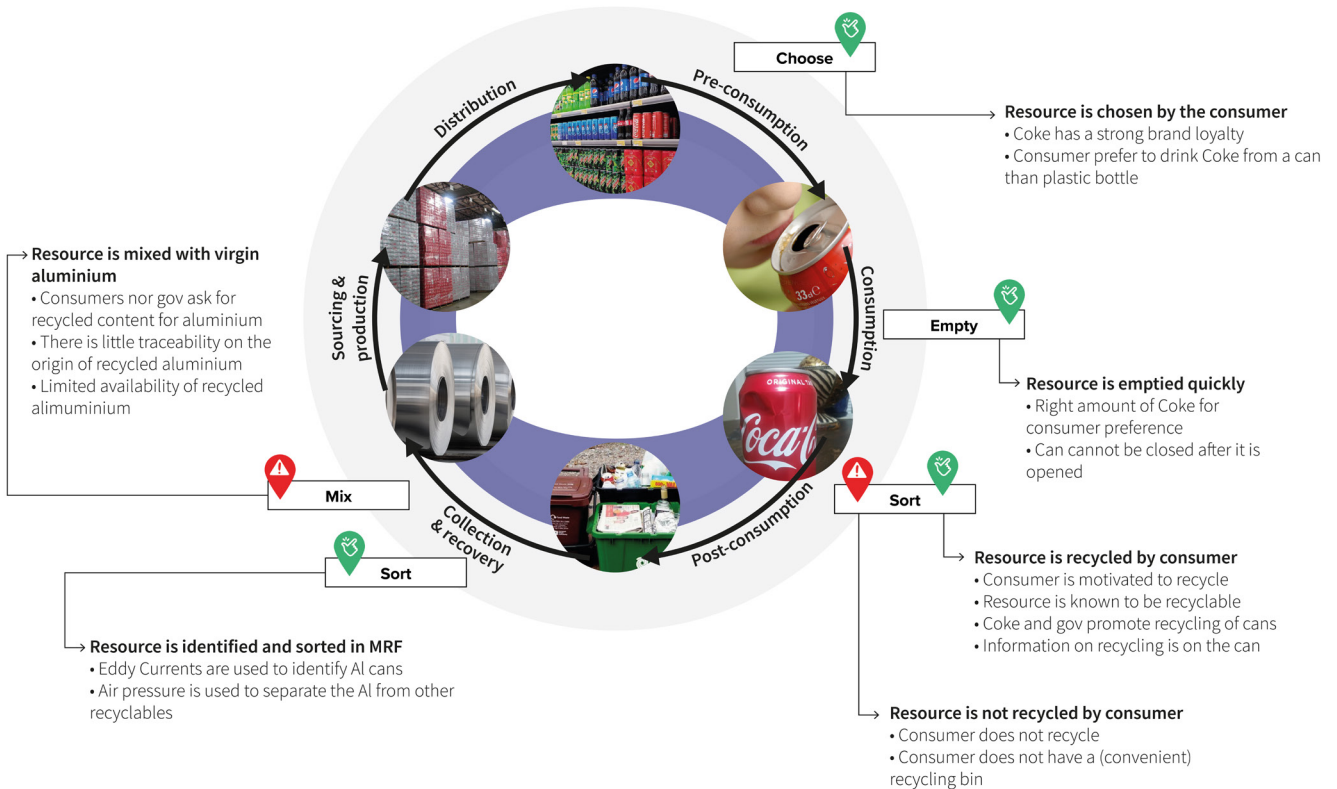 Choose
Pre-consumption
Distribution
Resource is chosen by the consumer
• Coke has a strong brand loyalty
• Consumer prefer to drink Coke from a can
than plastic bottle
33cl℮
Consumption
Empty
Resource is emptied quickly
• Right amount of Coke for
consumer preference
• Can cannot be closed after it is
opened
ORIGINAL TA
Coca-C
Sort
Post-consumption
Resource is recycled by consumer
• Consumer is motivated to recycle
• Resource is known to be recyclable
• Coke and gov promote recycling of cans
• Information on recycling is on the can
Resource is not recycled by consumer
• Consumer does not recycle
• Consumer does not have a (convenient)
recycling bin
Collection
& recovery
Sort
Resource is identified and sorted in MRF
• Eddy Currents are used to identify Al cans
• Air pressure is used to separate the Al from other
recyclables
Sourcing &
production
Mix
Resource is mixed with virgin
aluminium
• Consumers nor gov ask for
recycled content for aluminium
• There is little traceability on the
origin of recycled aluminium
• Limited availability of recycled
alimuminium